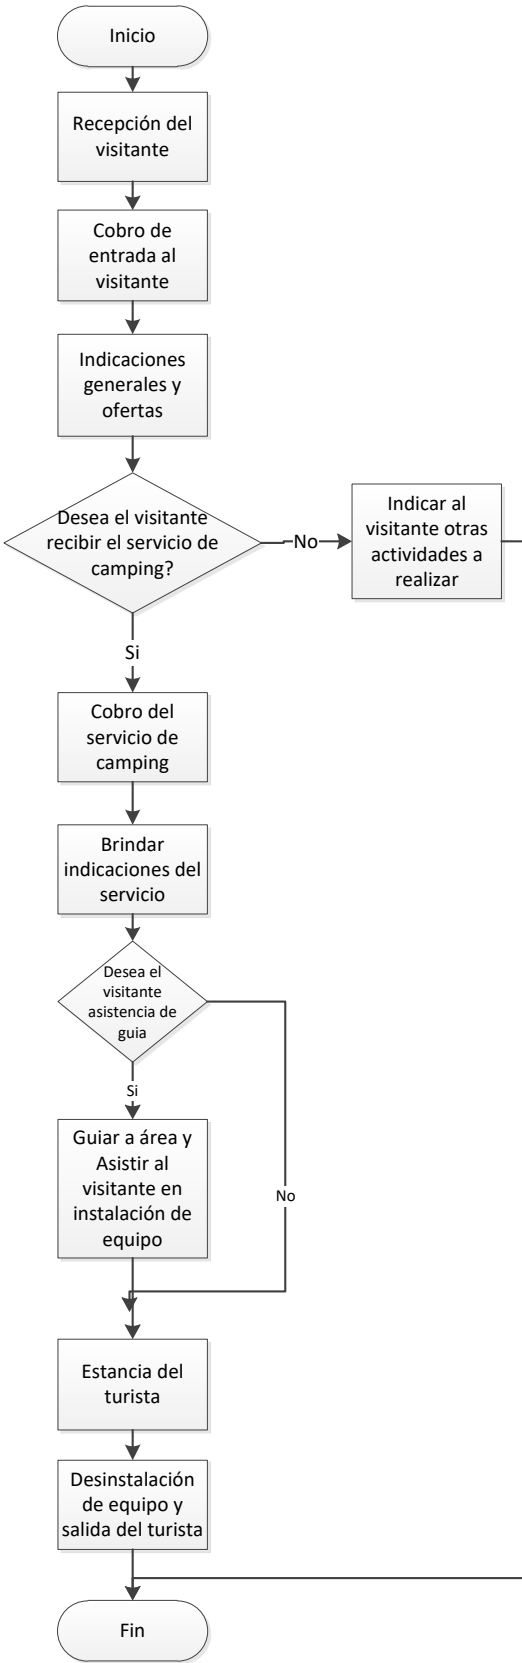 Inicio
Recepción del
visitante
Cobro de
entrada al
visitante
Indicaciones
generales y
ofertas
Desea el visitante
recibir el servicio de
camping?
No
Indicar al
visitante otras
actividades a
realizar
Si
Cobro del
servicio de
camping
Brindar
indicaciones del
servicio
Desea el
visitante
asistencia de
guia
Si
Guiar a área y
Asistir al
visitante en
instalación de
equipo
No
Estancia del
turista
Desinstalación
de equipo y
salida del turista
Fin